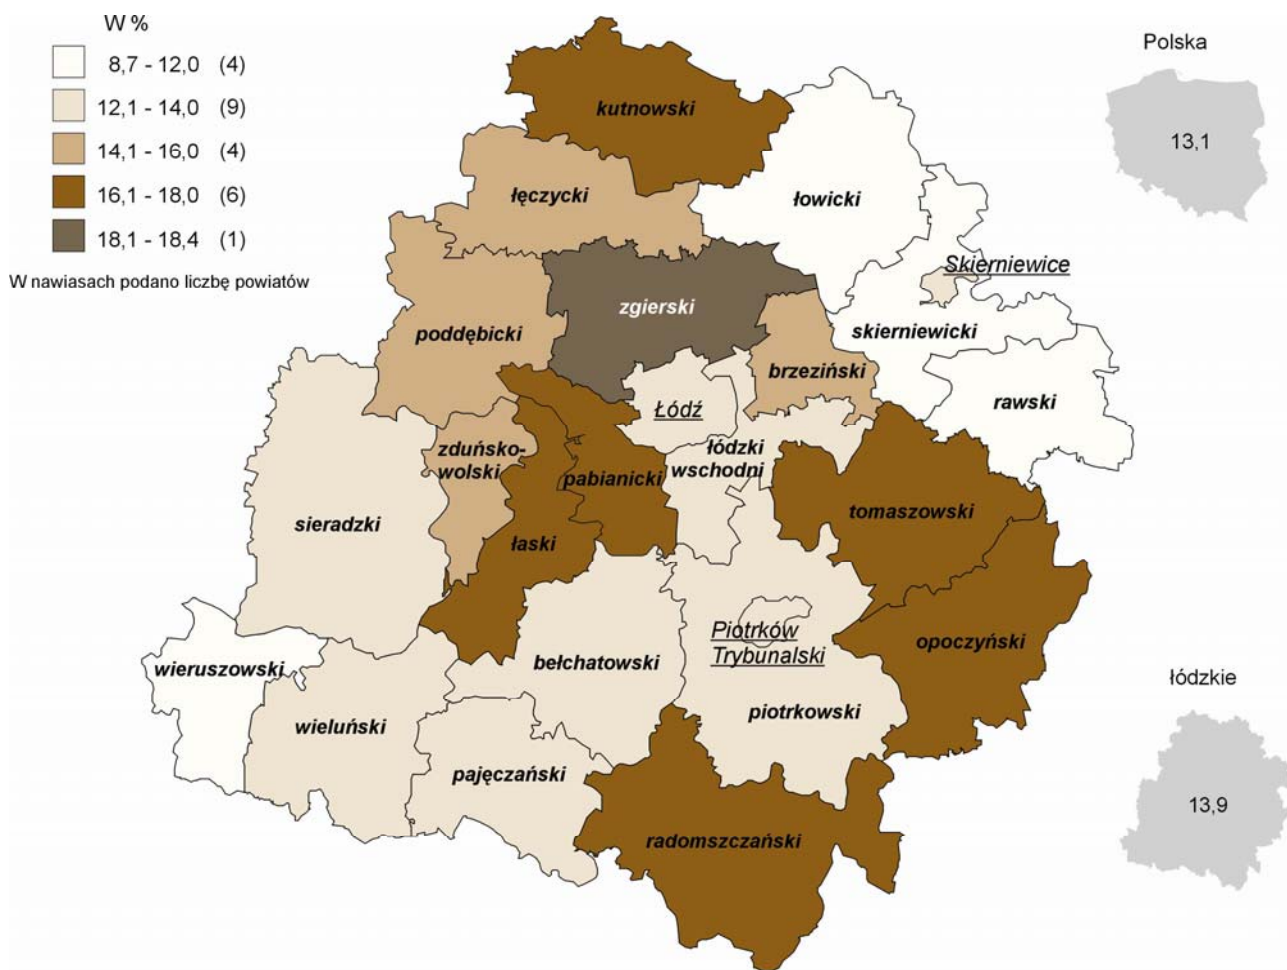 W %
8,7 - 12,0 (4)
12,1 - 14,0 (9)
14,1 - 16,0 (4)
16,1 - 18,0 (6)
18,1 - 18,4 (1)
W nawiasach podano liczbę powiatów
Polska
13,1
kutnowski
łęczycki
łowicki
Skierniewice
zgierski
skierniewicki
poddębicki
brzeziński
rawski
Łódź
zduńsko-
wolski
łódzki
wschodni
pabianicki
sieradzki
łaski
tomaszowski
Piotrków
Trybunalski
opoczyński
wieruszowski
bełchatowski
łódzkie
wieluński
piotrkowski
pajęczański
13,9
radomszczański